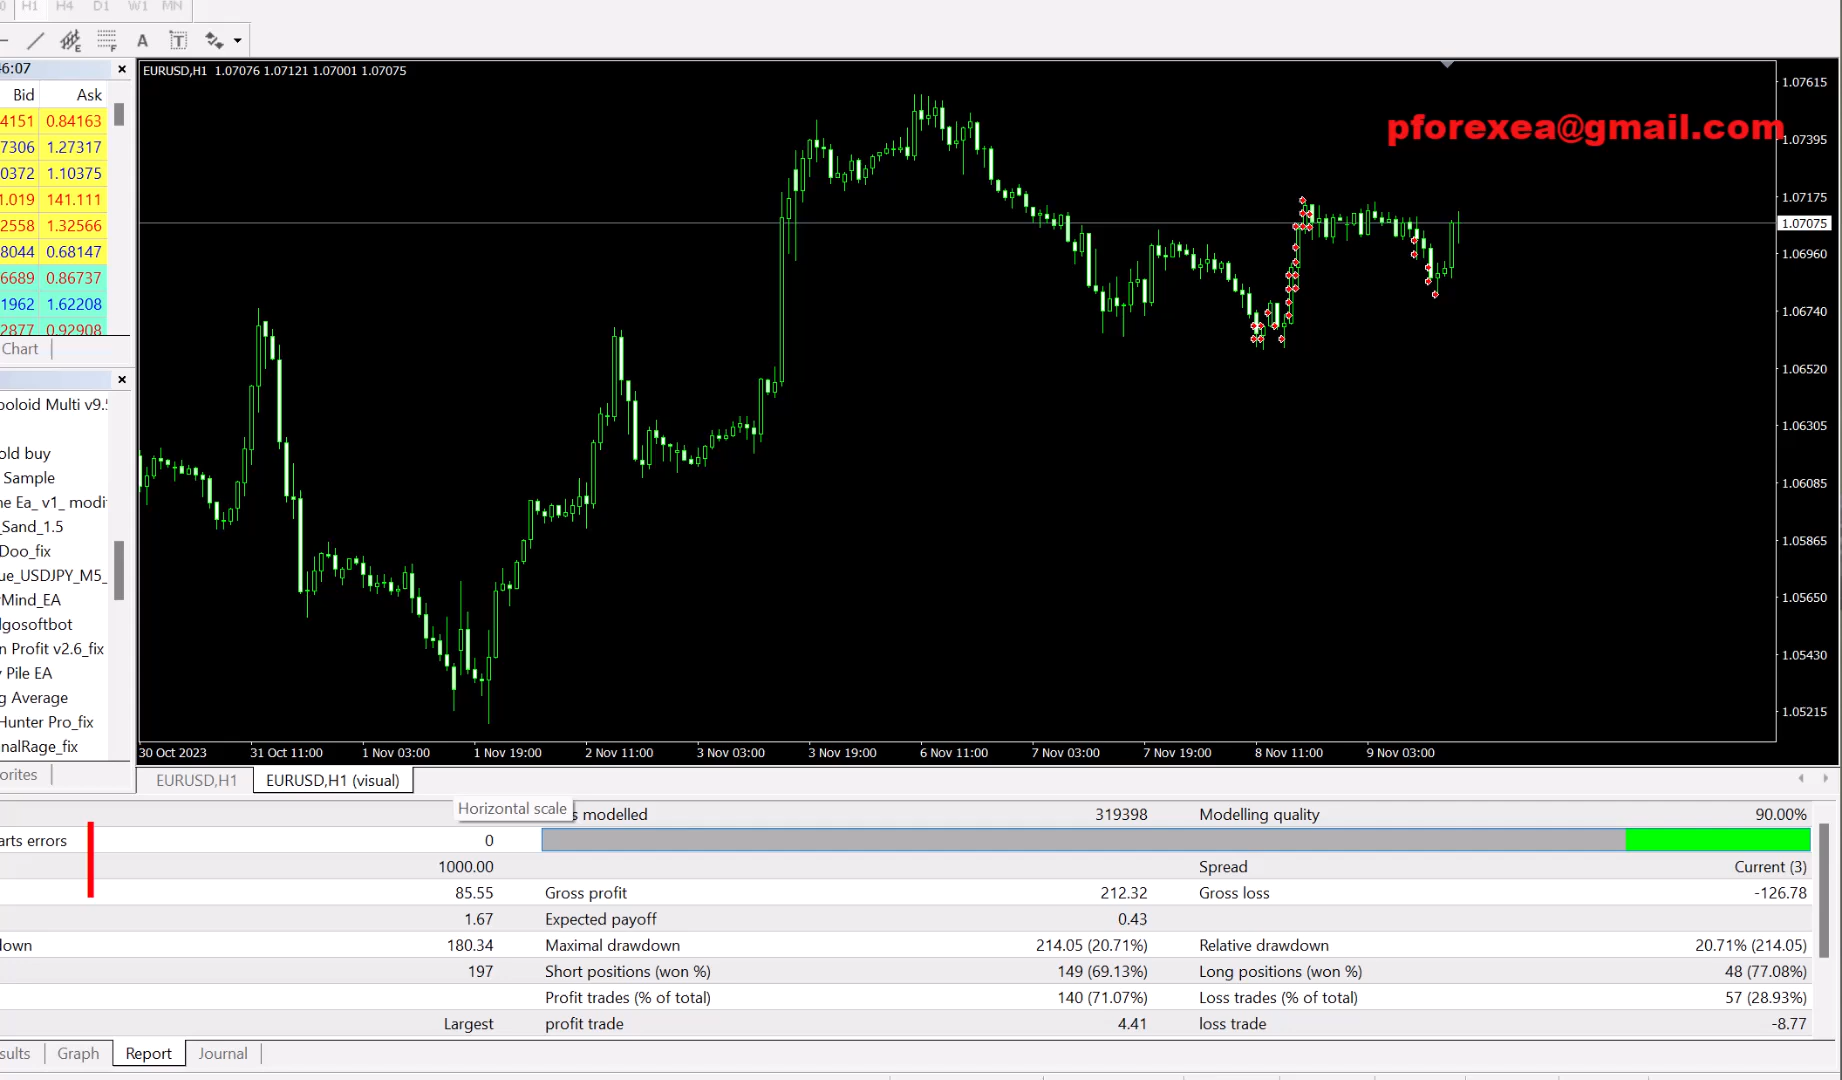 H1 H4 D1 W1 MN
E F A T
46:07
Bid Ask
4151 0.84163
7306 1.27317
0372 1.10375
1.019 141.111
2558 1.32566
8044 0.68147
6689 0.86737
1962 1.62208
2877 0.92908
Chart
EURUSD,H1 1.07076 1.07121 1.07001 1.07075
pforexea@gmail.com
1.07615
1.07395
1.07175
1.07075
1.06960
1.06740
1.06520
1.06305
1.06085
1.05865
1.05650
1.05430
1.05215
boloid Multi v9.5
old buy
Sample
ne Ea_ v1_ modi
_Sand_1.5
Doo_fix
ue_USDJPY_M5_
Mind_EA
lgosoftbot
n Profit v2.6_fix
y Pile EA
g Average
Hunter Pro_fix
nalRage_fix
orites
30 Oct 2023 31 Oct 11:00 1 Nov 03:00 1 Nov 19:00 2 Nov 11:00 3 Nov 03:00 3 Nov 19:00 6 Nov 11:00 7 Nov 03:00 7 Nov 19:00 8 Nov 11:00 9 Nov 03:00
EURUSD,H1 EURUSD,H1 (visual)
Horizontal scale
s modelled 319398 Modelling quality 90.00%
arts errors 0
1000.00 Spread Current (3)
85.55 Gross profit 212.32 Gross loss -126.78
1.67 Expected payoff 0.43
down 180.34 Maximal drawdown 214.05 (20.71%) Relative drawdown 20.71% (214.05)
197 Short positions (won %) 149 (69.13%) Long positions (won %) 48 (77.08%)
Profit trades (% of total) 140 (71.07%) Loss trades (% of total) 57 (28.93%)
Largest profit trade 4.41 loss trade -8.77
sults Graph Report Journal